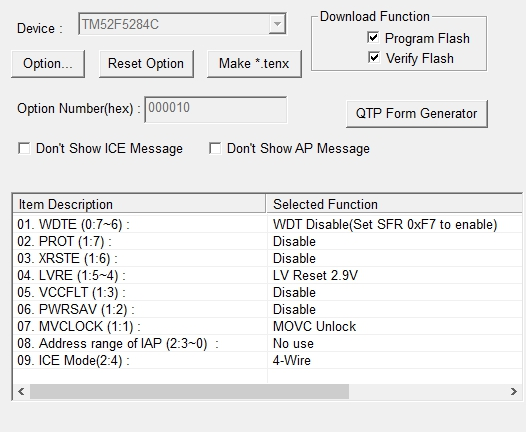 Device : TM52F5284C
Download Function
Program Flash
Verify Flash
Option... Reset Option Make *.tenx
Option Number(hex) : 000010
QTP Form Generator
Don't Show ICE Message Don't Show AP Message
Item Description Selected Function
01. WDTE (0:7~6) : WDT Disable(Set SFR 0xF7 to enable)
02. PROT (1:7) : Disable
03. XRSTE (1:6) : Disable
04. LVRE (1:5~4) : LV Reset 2.9V
05. VCCFLT (1:3) : Disable
06. PWRSAV (1:2) : Disable
07. MVCLOCK (1:1) : MOVC Unlock
08. Address range of IAP (2:3~0) : No use
09. ICE Mode(2:4) : 4-Wire